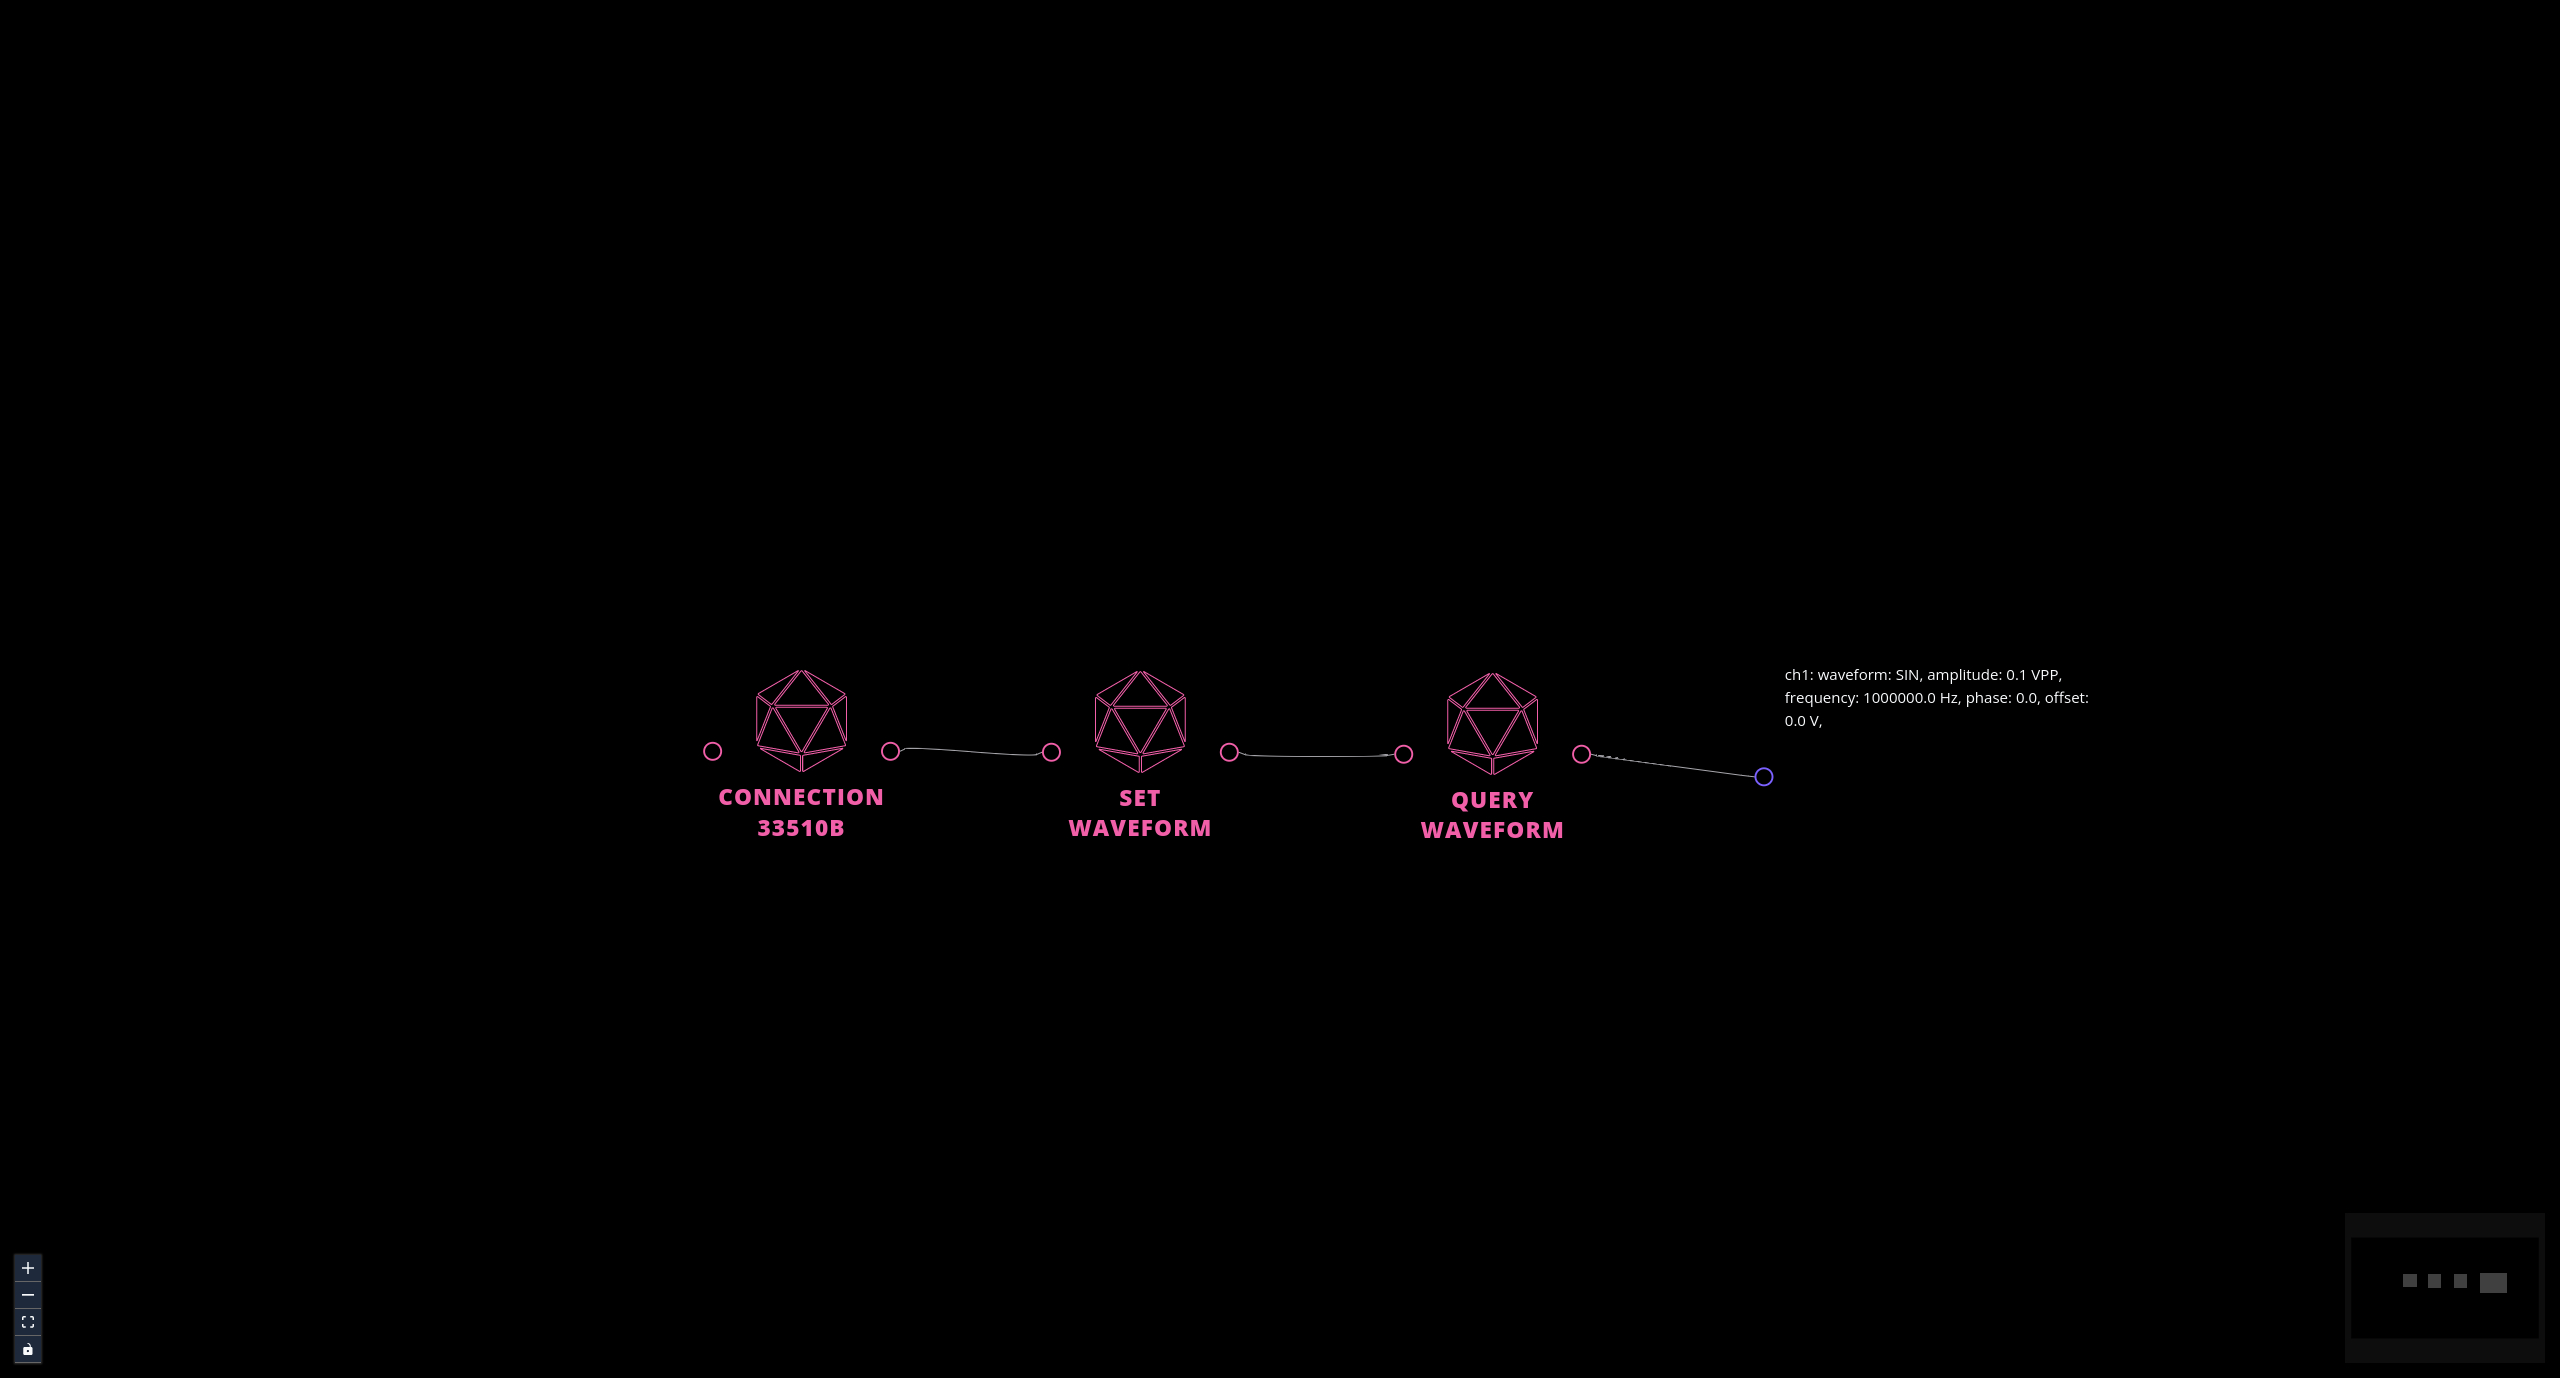 CONNECTION
33510B
SET
WAVEFORM
QUERY
WAVEFORM
ch1: waveform: SIN, amplitude: 0.1 VPP,
frequency: 1000000.0 Hz, phase: 0.0, offset:
0.0 V,